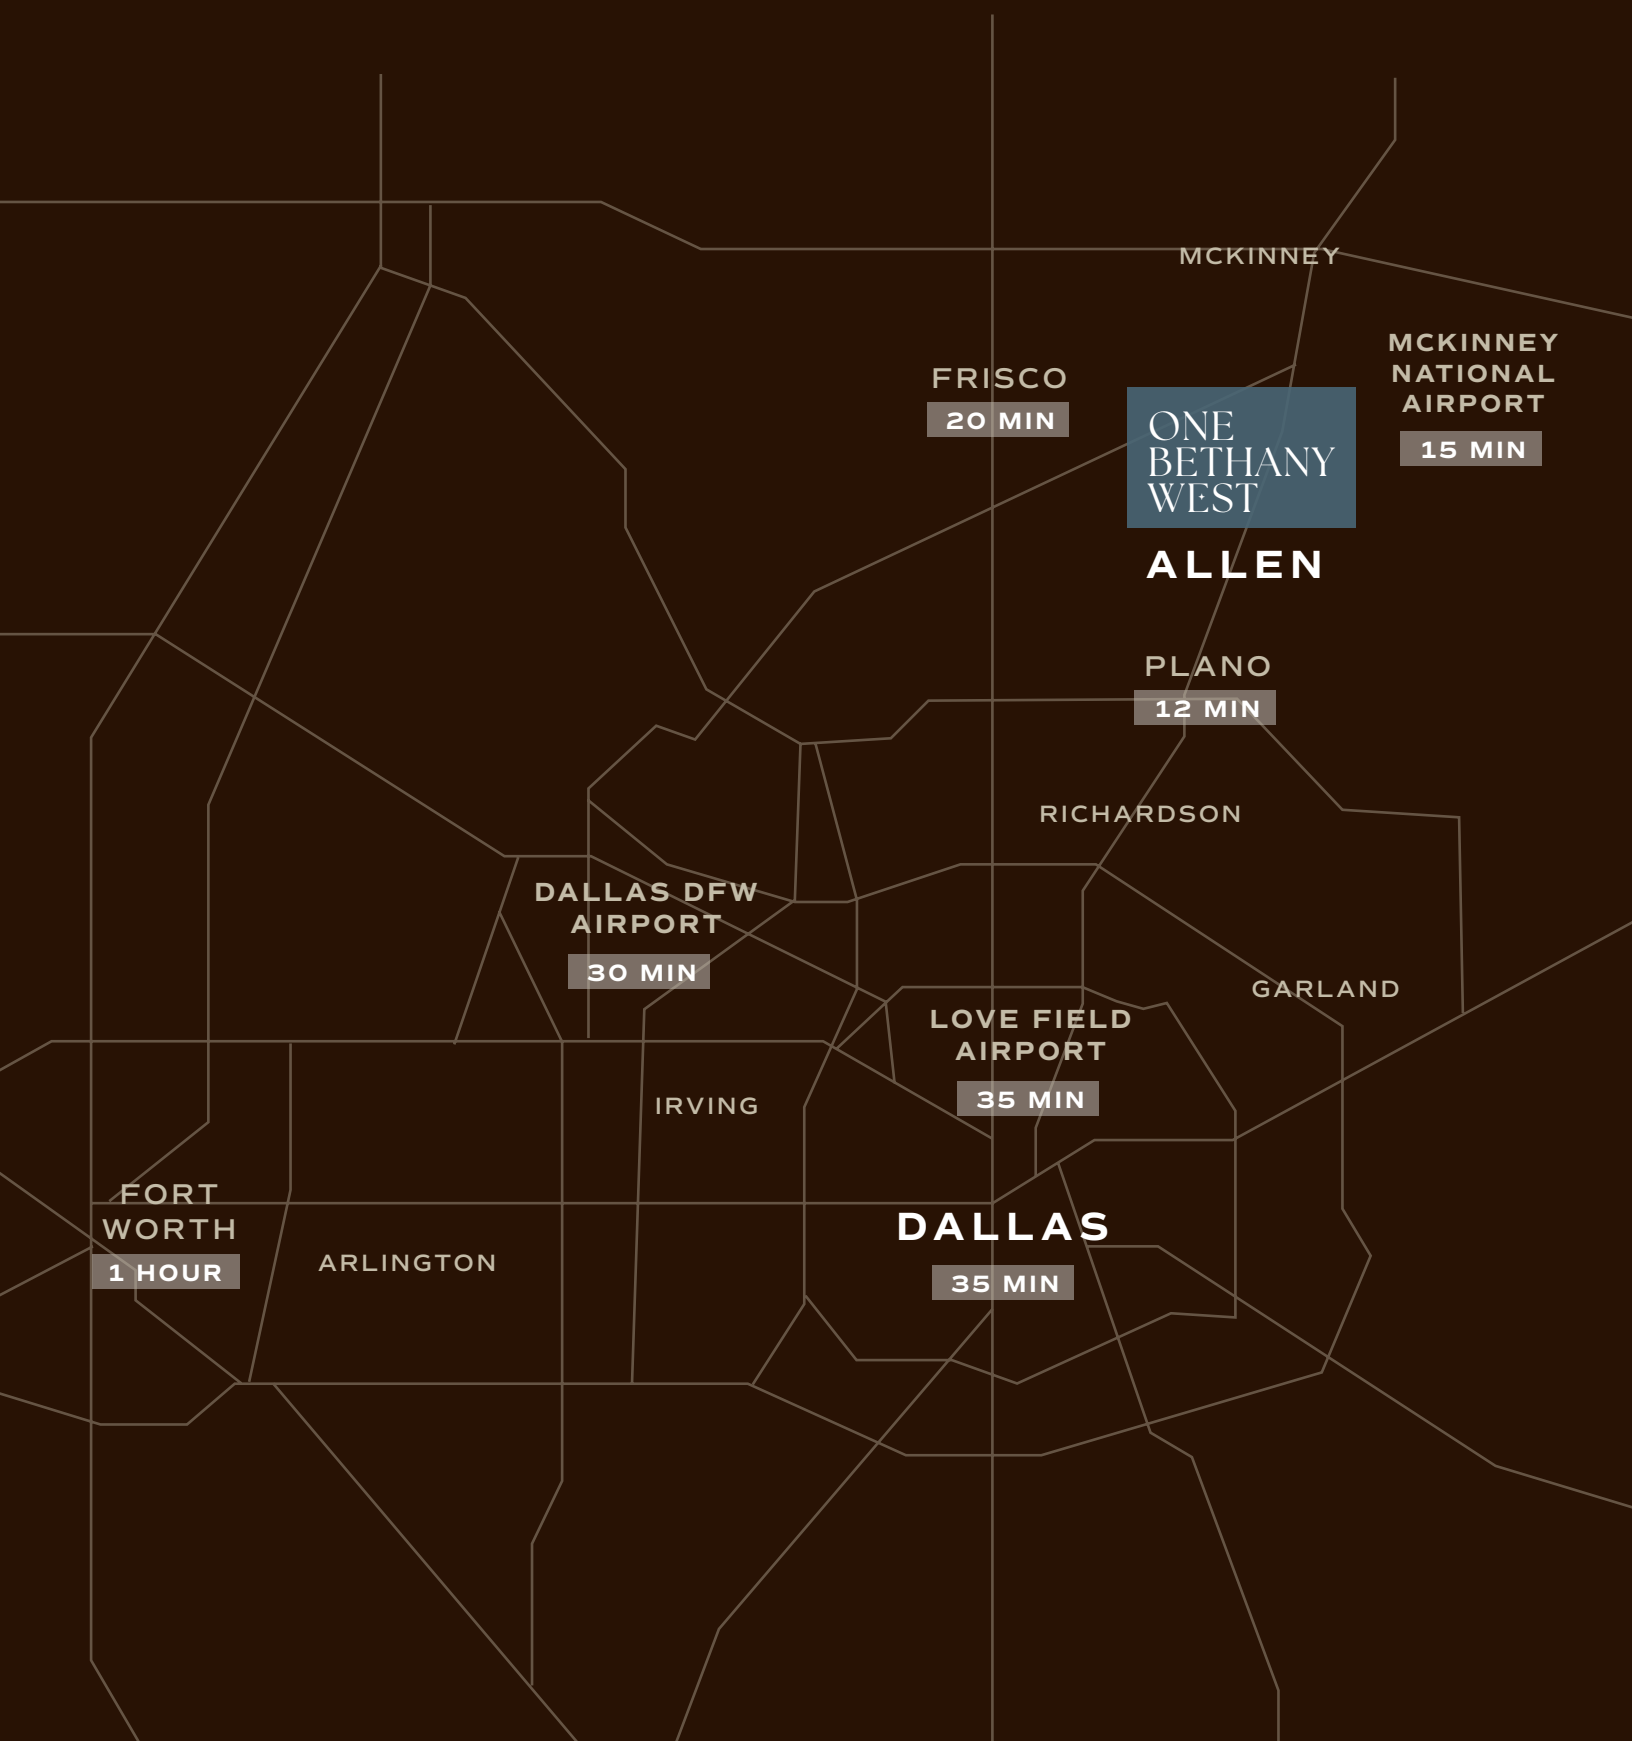 MCKINNEY
MCKINNEY
NATIONAL
AIRPORT
15 MIN
FRISCO
20 MIN
ONE
BETHANY
WEST
ALLEN
PLANO
12 MIN
RICHARDSON
DALLAS DFW
AIRPORT
30 MIN
GARLAND
LOVE FIELD
AIRPORT
35 MIN
IRVING
FORT
WORTH
1 HOUR
ARLINGTON
DALLAS
35 MIN